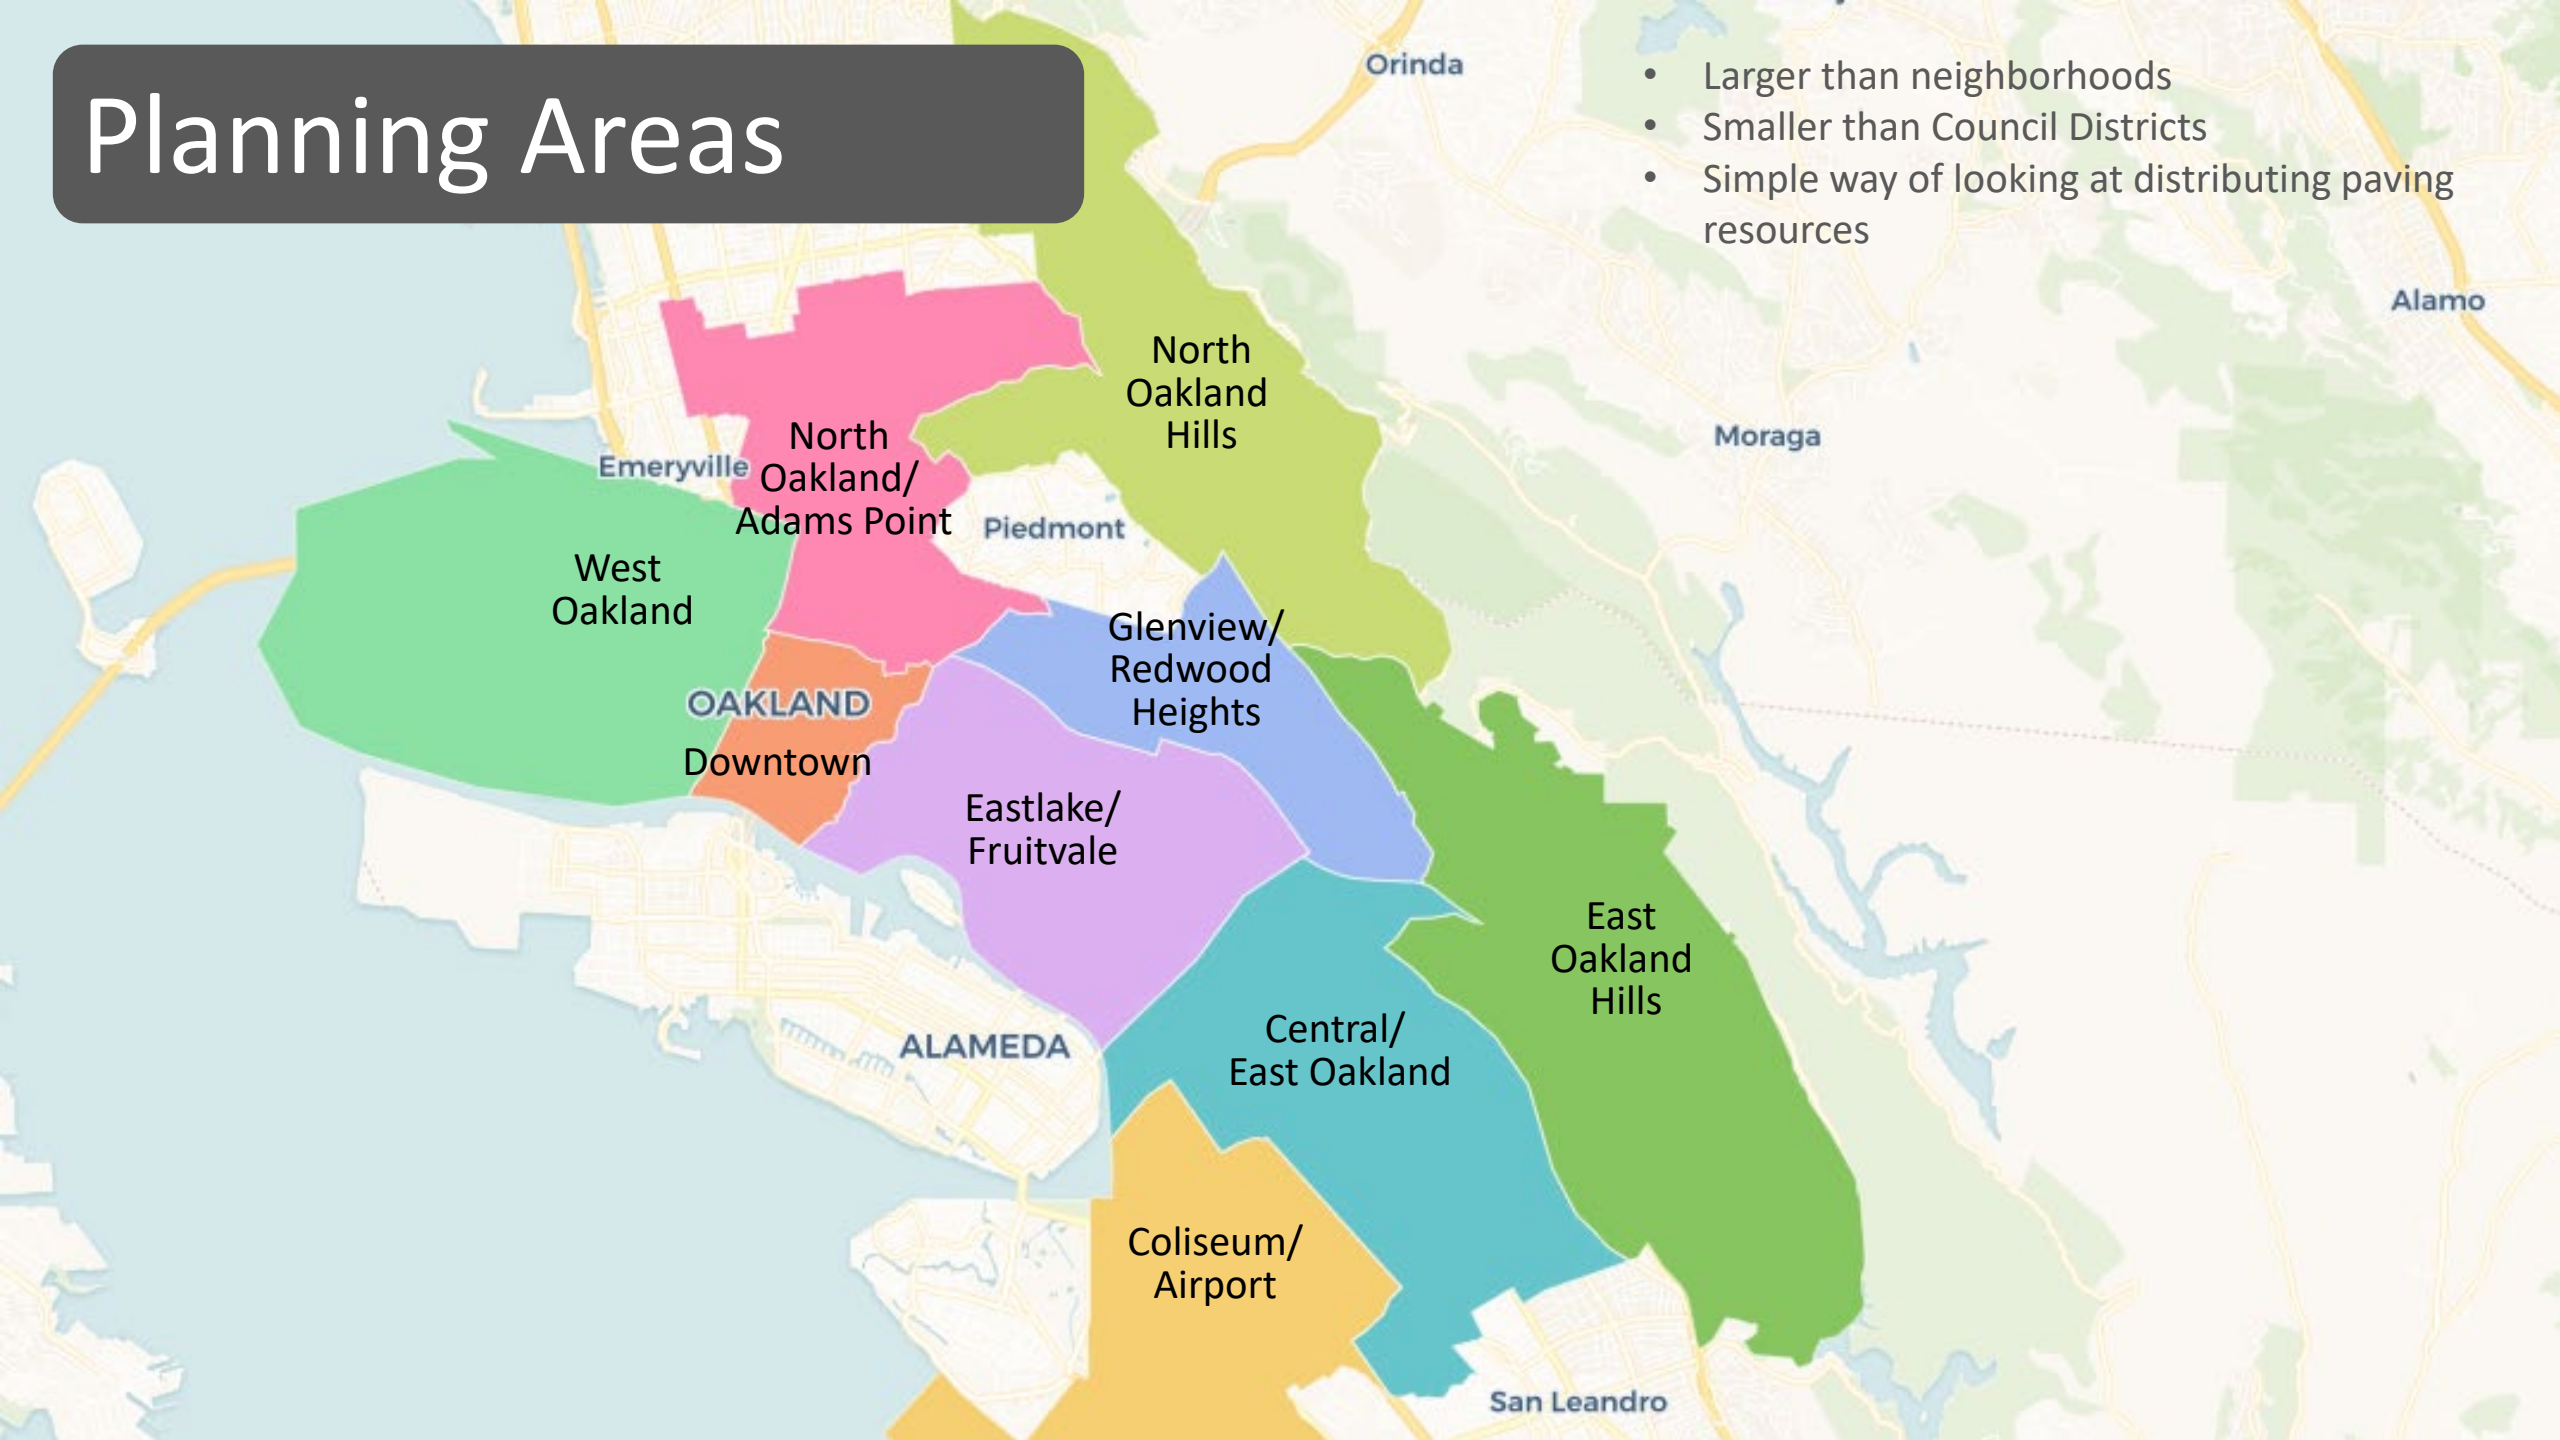 Planning Areas
• Larger than neighborhoods
• Smaller than Council Districts
• Simple way of looking at distributing paving
resources
Orinda
Alamo
Moraga
North
Oakland
Hills
North
Oakland/
Adams Point
Emeryville
Piedmont
West
Oakland
Glenview/
Redwood
Heights
OAKLAND
Downtown
Eastlake/
Fruitvale
East
Oakland
Hills
Central/
East Oakland
ALAMEDA
Coliseum/
Airport
San Leandro